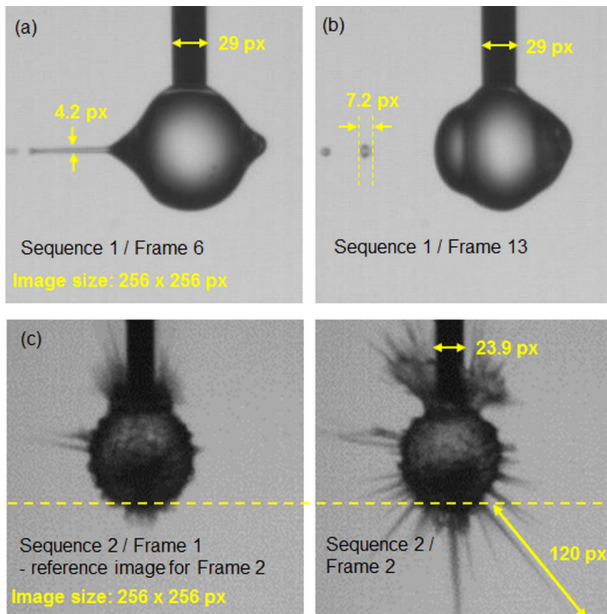 (a)
29 px
4.2 px
Sequence 1 / Frame 6
Image size: 256 x 256 px
(b)
29 px
7.2 px
Sequence 1 / Frame 13
(c)
Sequence 2 / Frame 1
- reference image for Frame 2
Image size: 256 x 256 px
23.9 px
120 px
Sequence 2 /
Frame 2